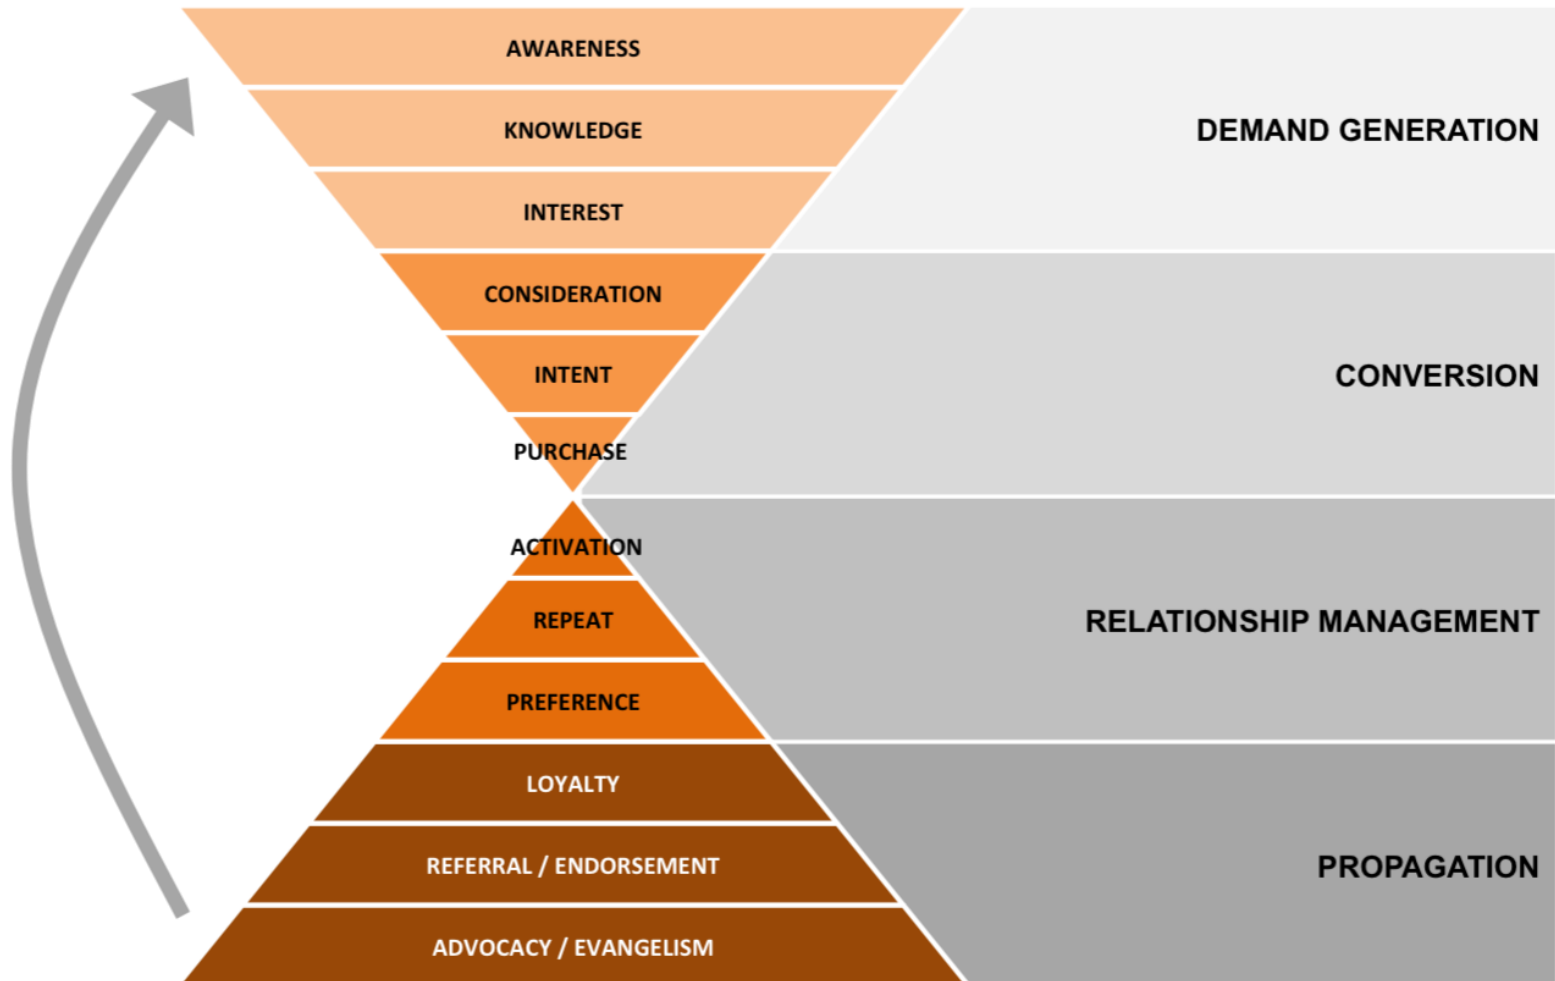 AWARENESS
KNOWLEDGE
DEMAND GENERATION
INTEREST
CONSIDERATION
INTENT
CONVERSION
PURCHASE
ACTIVATION
REPEAT
RELATIONSHIP MANAGEMENT
PREFERENCE
LOYALTY
REFERRAL / ENDORSEMENT
PROPAGATION
ADVOCACY / EVANGELISM